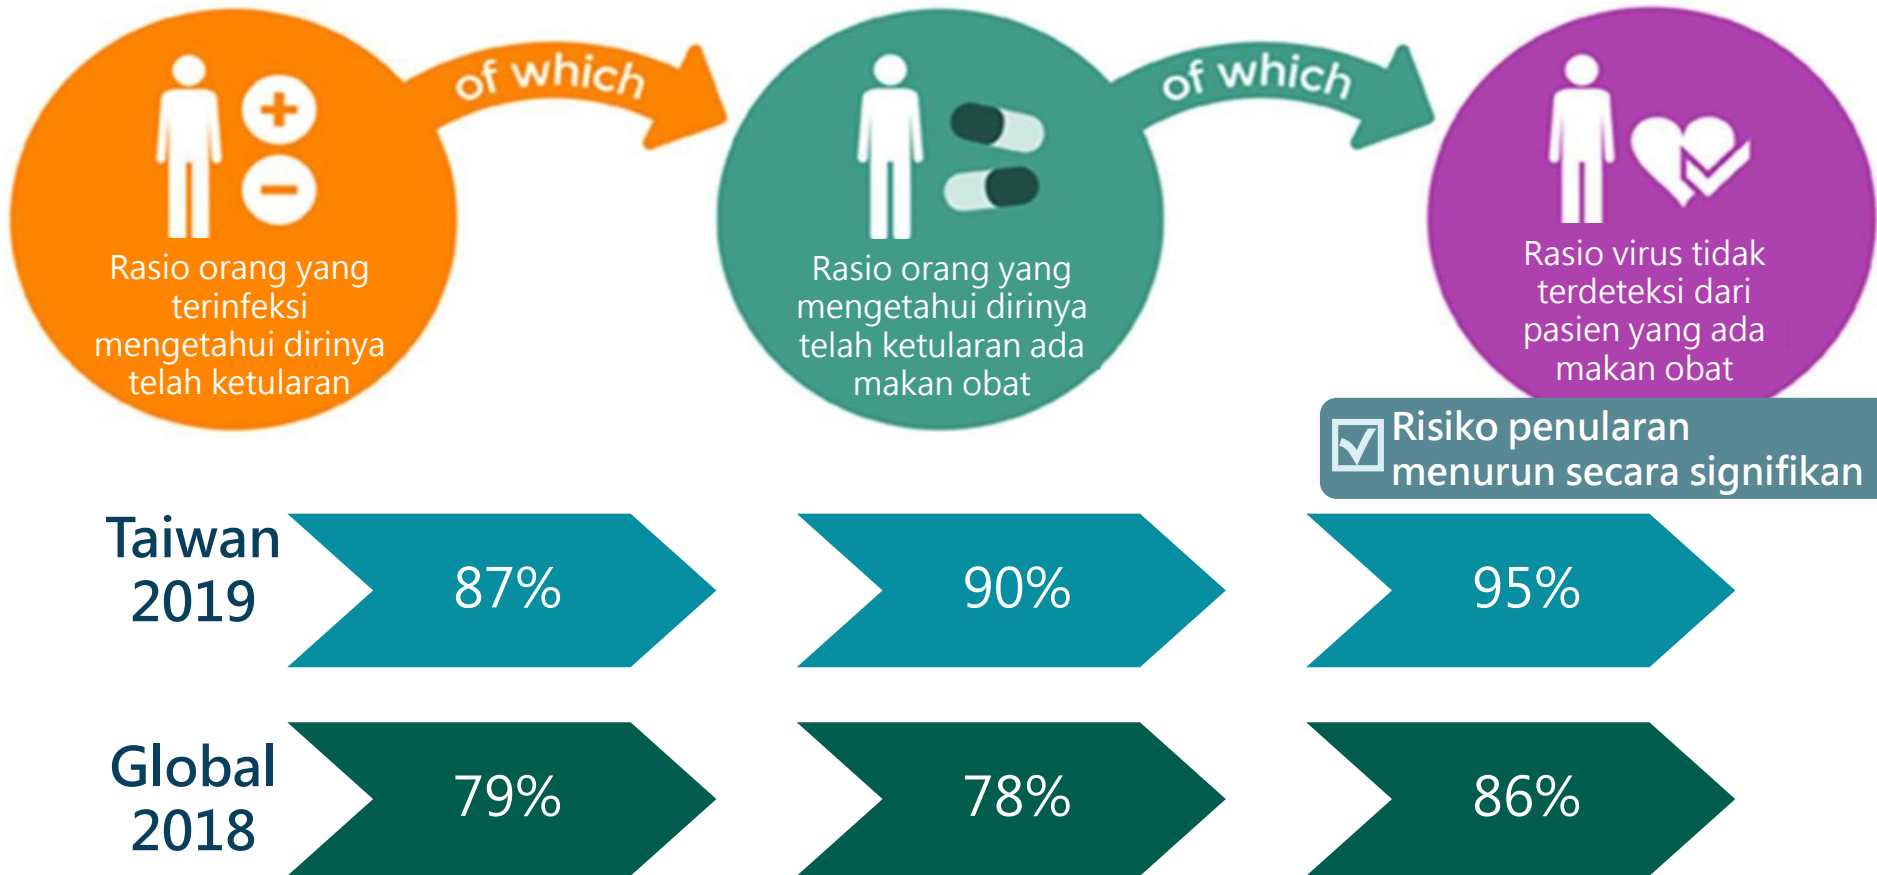 of which
of which
Rasio orang yang
terinfeksi
mengetahui dirinya
telah ketularan
Rasio orang yang
mengetahui dirinya
telah ketularan ada
makan obat
Rasio virus tidak
terdeteksi dari
pasien yang ada
makan obat
Risiko penularan
menurun secara signifikan
Taiwan
2019
87%
90%
95%
Global
2018
79%
78%
86%